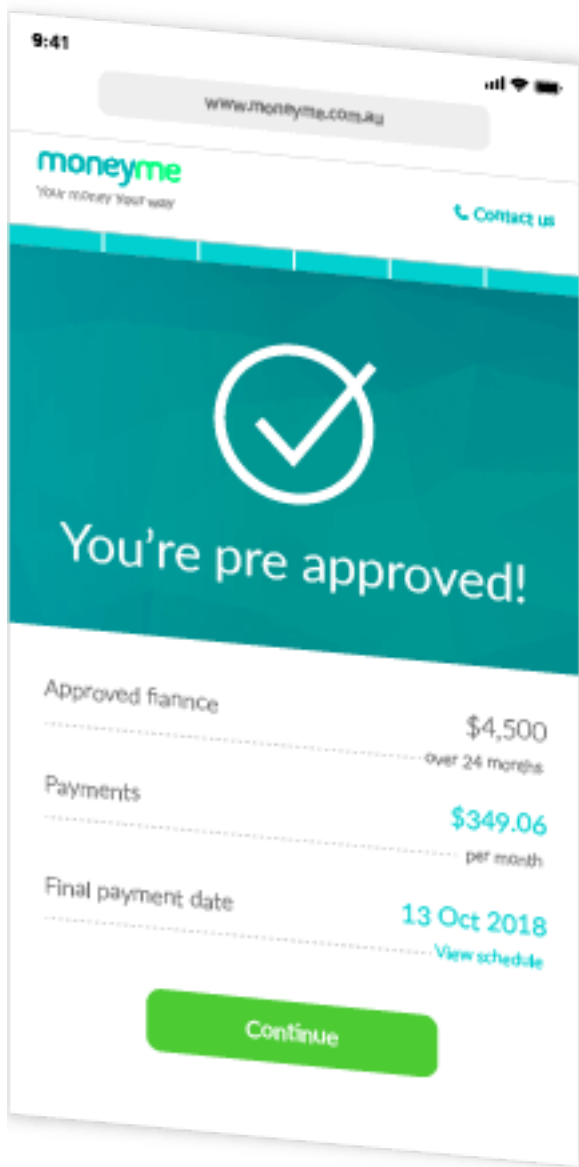 9:41
www.moneyme.com.au
moneyme
Your money Your way
Contact us
You're pre approved!
Approved fiannce
$4,500
over 24 months
Payments
$349.06
per month
Final payment date
13 Oct 2018
View schedule
Continue